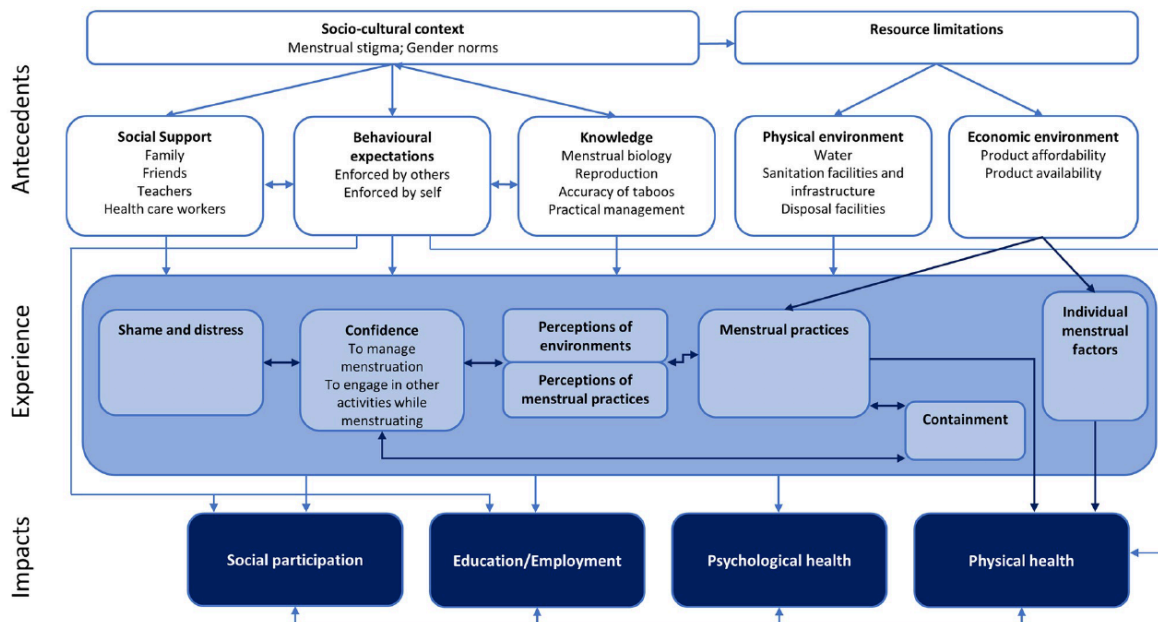 Antecedents
Socio-cultural context
Menstrual stigma; Gender norms
Resource limitations
Social Support
Family
Friends
Teachers
Health care workers
Behavioural
expectations
Enforced by others
Enforced by self
Knowledge
Menstrual biology
Reproduction
Accuracy of taboos
Practical management
Physical environment
Water
Sanitation facilities and
infrastructure
Disposal facilities
Economic environment
Product affordability
Product availability
Experience
Shame and distress
Confidence
To manage
menstruation
To engage in other
activities while
menstruating
Perceptions of
environments
Perceptions of
menstrual practices
Menstrual practices
Containment
Individual
menstrual
factors
Impacts
Social participation
Education/Employment
Psychological health
Physical health